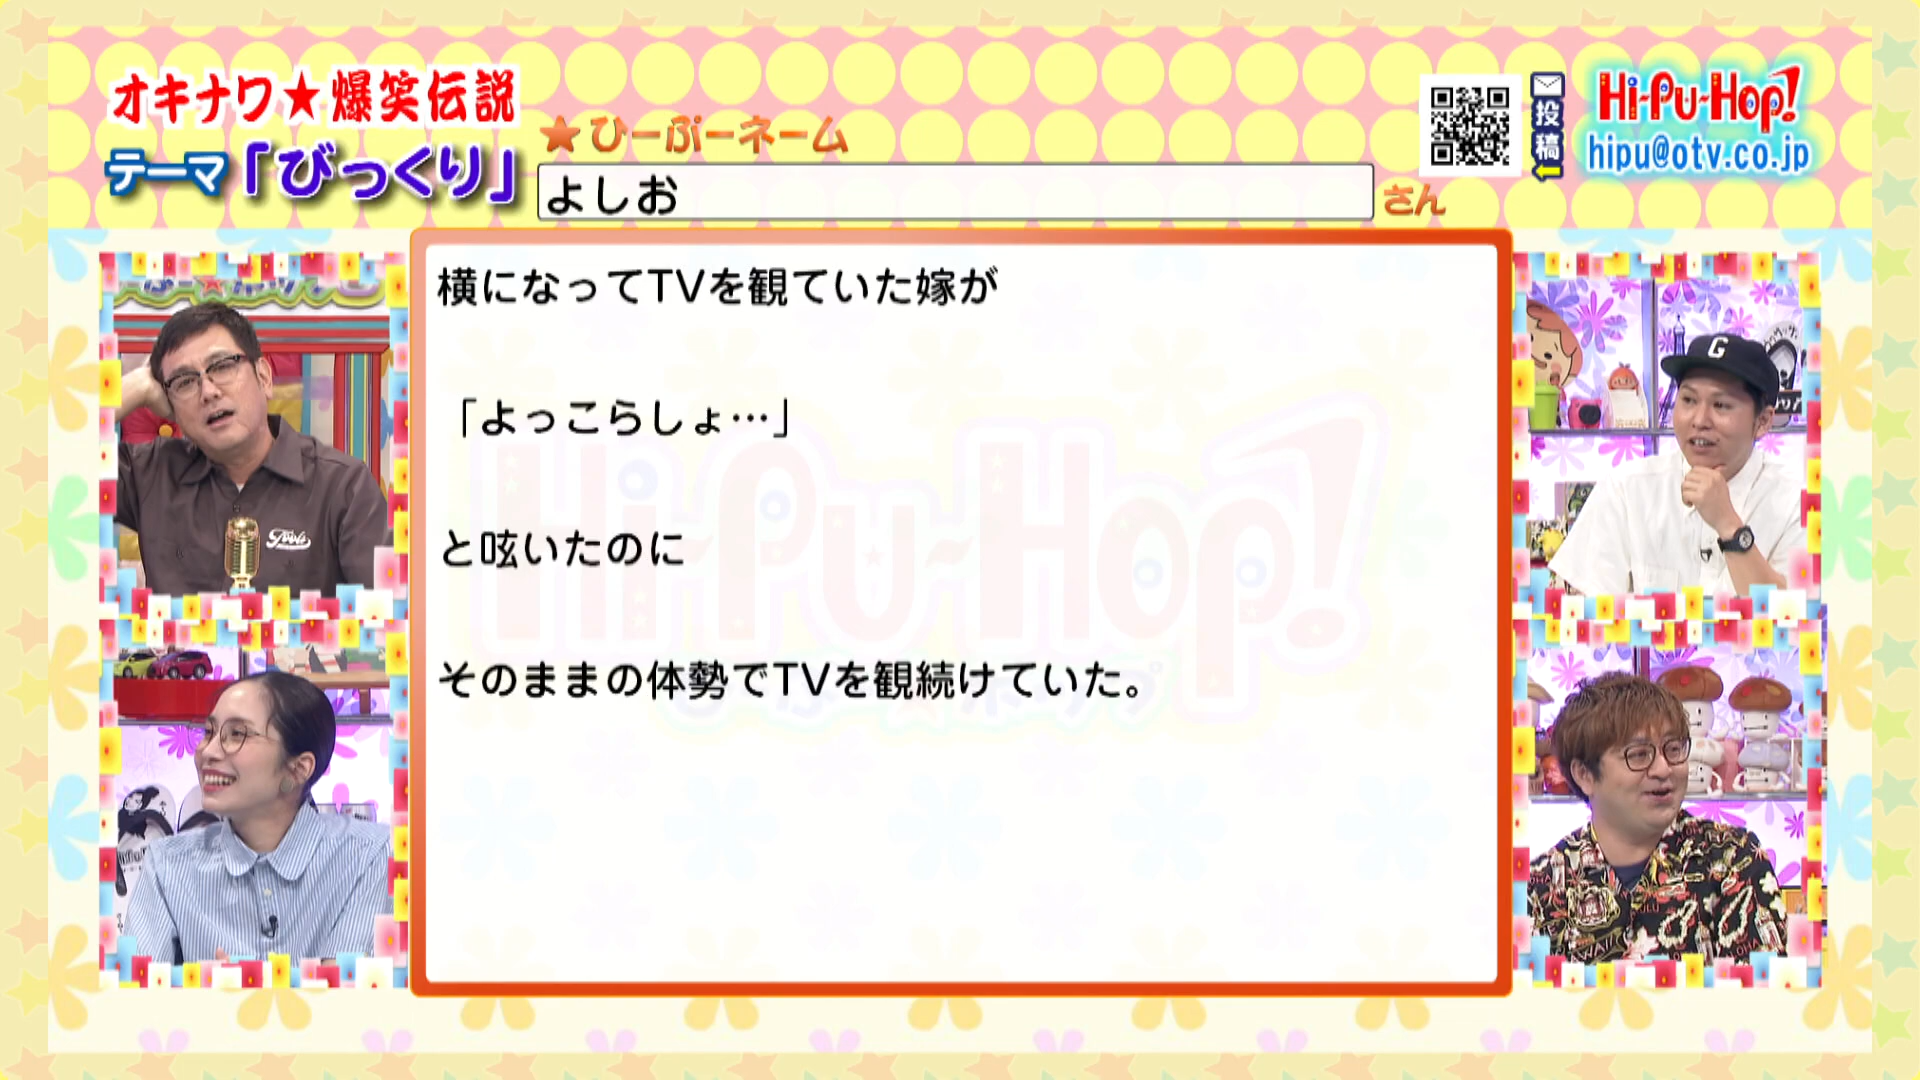 オキナワ★爆笑伝説
テーマ「びっくり」
★ひーぷーネーム
よしお
さん
投稿
Hi-Pu-Hop!
hipu@otv.co.jp
横になってTVを観ていた嫁が
「よっこらしょ…」
と呟いたのに
そのままの体勢でTVを観続けていた。
Hi-Pu-Hop!
G
Tools